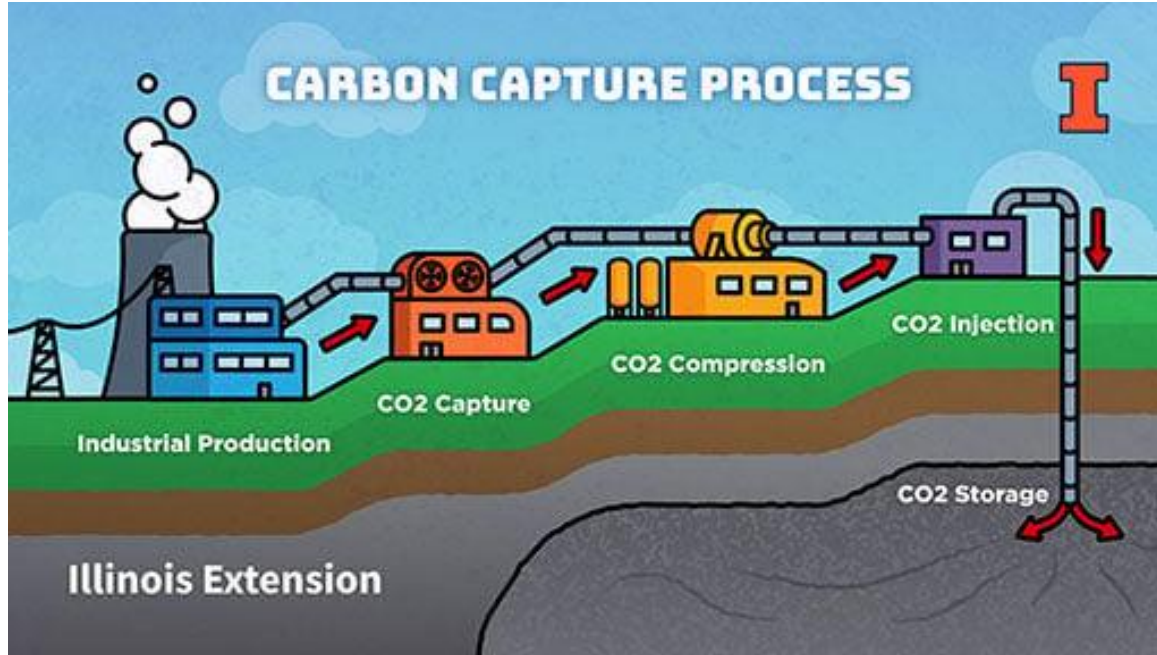 CARBON CAPTURE PROCESS
I
CO2 Injection
CO2 Compression
CO2 Capture
Industrial Production
CO2 Storage
Illinois Extension